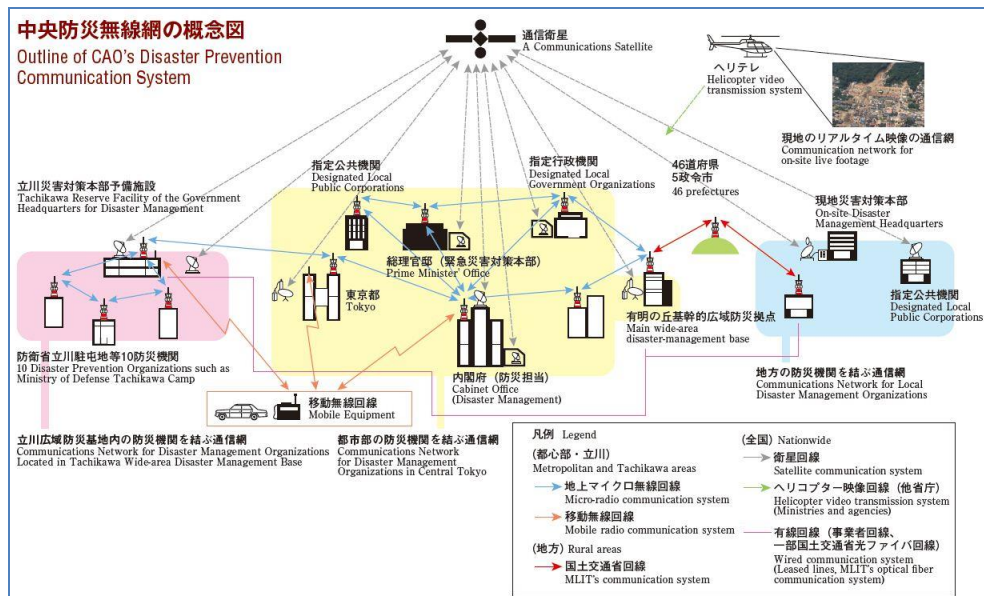 中央防災無線網の概念図
Outline of CAO's Disaster Prevention
Communication System
通信衛星
A Communications Satellite
ヘリテレ
Helicopter video
transmission system
現地のリアルタイム映像の通信網
Communication network for
on-site live footage
立川災害対策本部予備施設
Tachikawa Reserve Facility of the Government
Headquarters for Disaster Management
指定公共機関
Designated Local
Public Corporations
指定行政機関
Designated Local
Government Organizations
46道府県
5政令市
46 prefectures
現地災害対策本部
On-site Disaster
Management Headquarters
総理官邸（緊急災害対策本部）
Prime Minister' Office
東京都
Tokyo
有明の丘基幹的広域防災拠点
Main wide-area
disaster-management base
指定公共機関
Designated Local
Public Corporations
防衛省立川駐屯地等10防災機関
10 Disaster Prevention Organizations such as
Ministry of Defense Tachikawa Camp
内閣府（防災担当）
Cabinet Office
(Disaster Management)
地方の防災機関を結ぶ通信網
Communications Network for Local
Disaster Management Organizations
移動無線回線
Mobile Equipment
立川広域防災基地内の防災機関を結ぶ通信網
Communications Network for Disaster Management Organizations
Located in Tachikawa Wide-area Disaster Management Base
都市部の防災機関を結ぶ通信網
Communications Network
for Disaster Management
Organizations in Central Tokyo
凡例 Legend
(都心部・立川)
Metropolitan and Tachikawa areas
地上マイクロ無線回線
Micro-radio communication system
移動無線回線
Mobile radio communication system
(地方) Rural areas
国土交通省回線
MLIT's communication system
(全国) Nationwide
衛星回線
Satellite communication system
ヘリコプター映像回線（他省庁）
Helicopter video transmission system
(Ministries and agencies)
有線回線（事業者回線、
一部国土交通省光ファイバ回線）
Wired communication system
(Leased lines, MLIT's optical fiber
communication system)